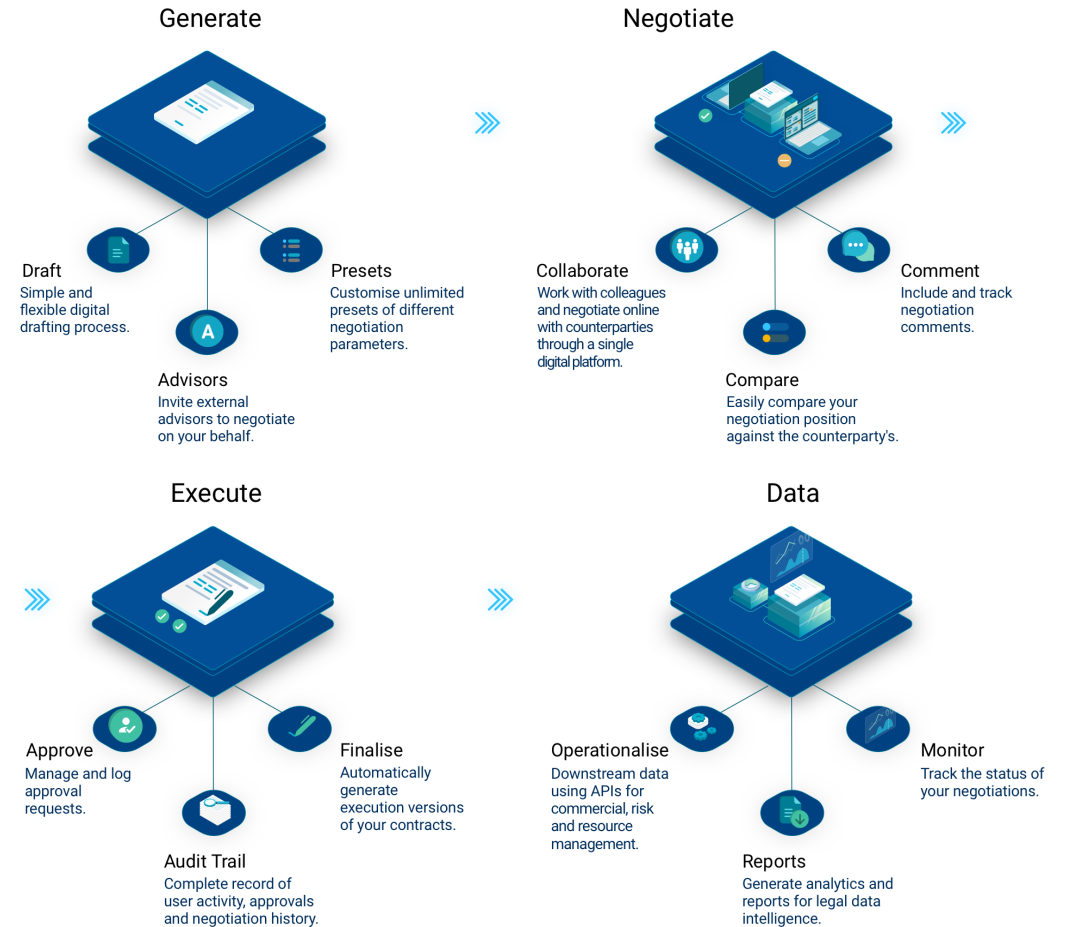 Generate
Draft
Simple and
flexible digital
drafting process.
Advisors
Invite external
advisors to negotiate
on your behalf.
Presets
Customise unlimited
presets of different
negotiation
parameters.
Negotiate
Collaborate
Work with colleagues
and negotiate online
with counterparties
through a single
digital platform.
Compare
Easily compare your
negotiation position
against the counterparty's.
Comment
Include and track
negotiation
comments.
Execute
Approve
Manage and log
approval
requests.
Audit Trail
Complete record of
user activity, approvals
and negotiation history.
Finalise
Automatically
generate
execution versions
of your contracts.
Data
Operationalise
Downstream data
using APIs for
commercial, risk
and resource
management.
Reports
Generate analytics and
reports for legal data
intelligence.
Monitor
Track the status of
your negotiations.
A